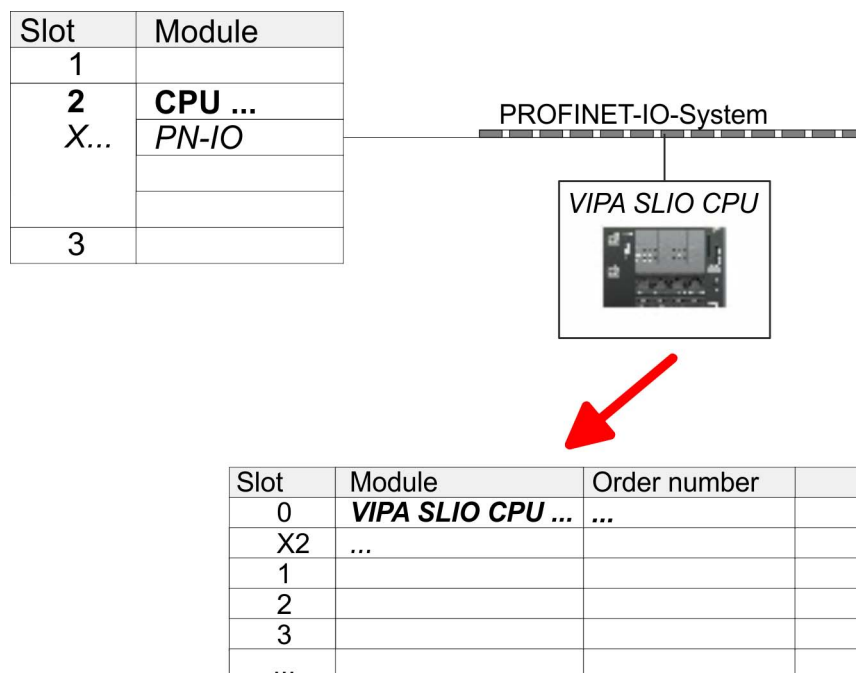 Slot Module
1
2 CPU ...
X... PN-IO
3
PROFINET-IO-System
VIPA SLIO CPU
Slot Module Order number
0 VIPA SLIO CPU ... ...
X2 ...
1
2
3
...